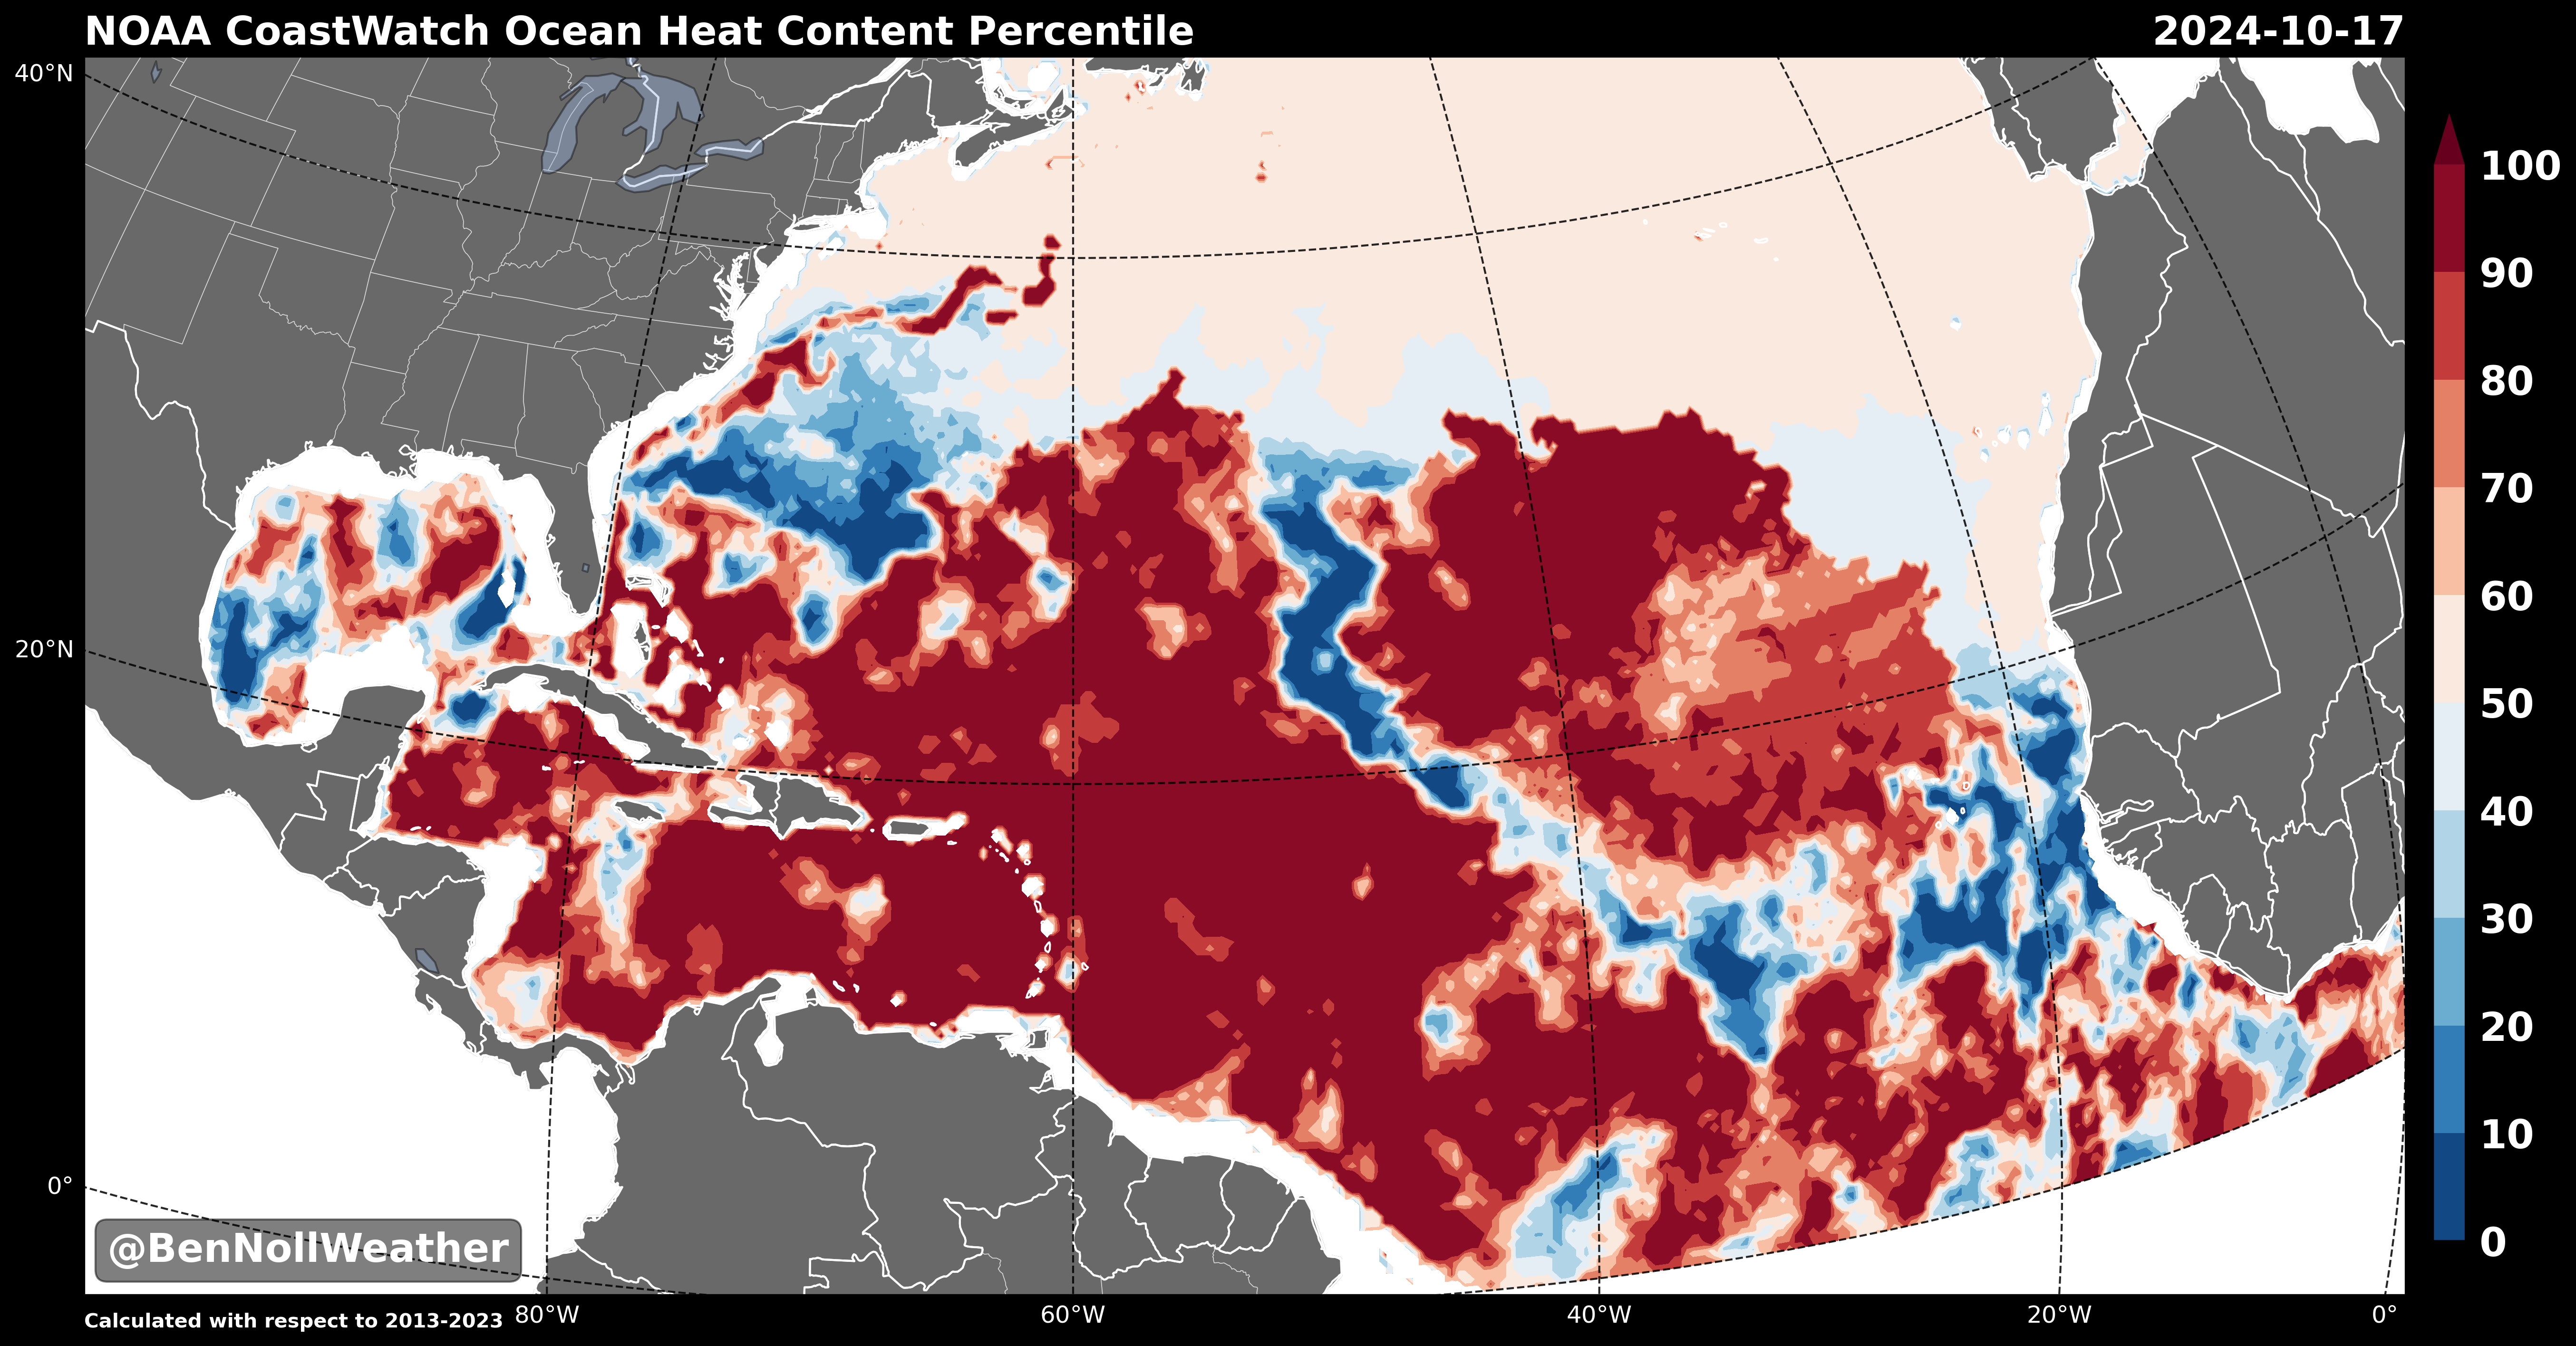 NOAA CoastWatch Ocean Heat Content Percentile
2024-10-17
40°N
20°N
0°
100
90
80
70
60
50
40
30
20
10
0
@BenNollWeather
Calculated with respect to 2013-2023
80°W
60°W
40°W
20°W
0°